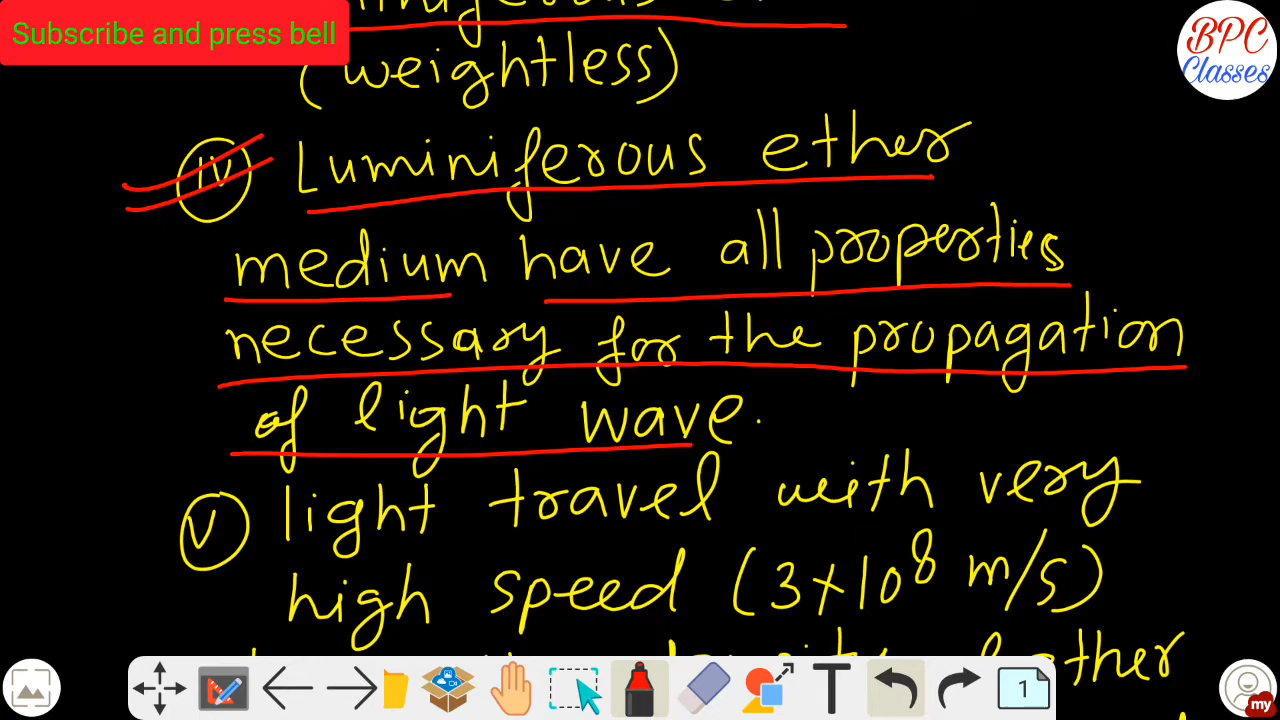 Subscribe and press bell
BPC
Classes
(weightless)
(iv) Luminiferous ether
medium have all properties
necessary for the propagation
of light wave.
(v) light travel with very
high speed (3×10⁸ m/s)
ether
T
1
my